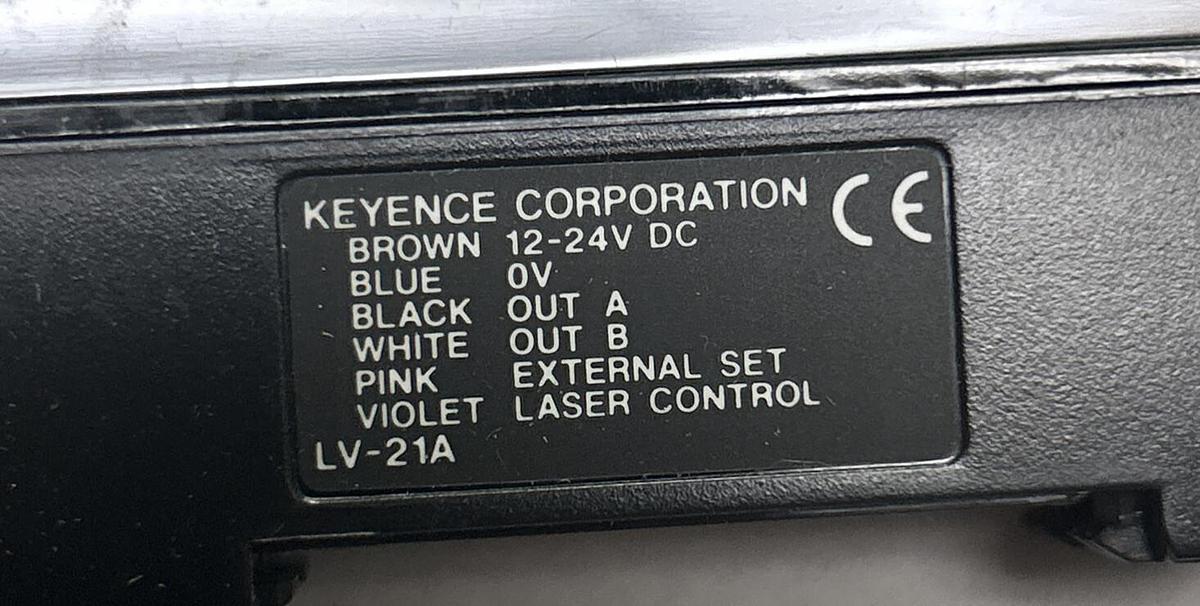 KEYENCE CORPORATION CE
BROWN 12-24V DC
BLUE 0V
BLACK OUT A
WHITE OUT B
PINK EXTERNAL SET
VIOLET LASER CONTROL
LV-21A